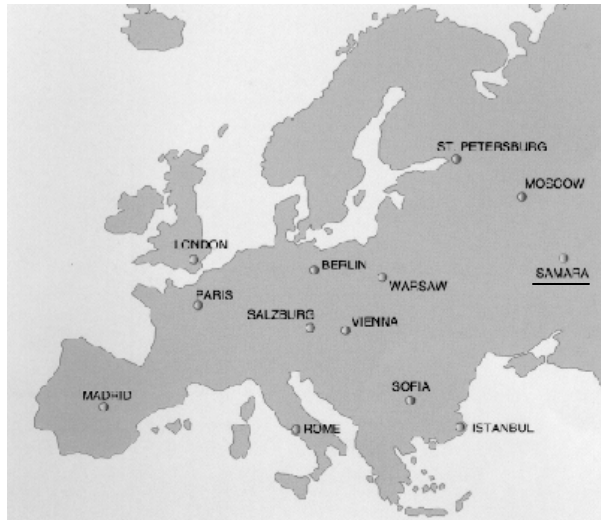 ST. PETERSBURG
MOSCOW
LONDON
BERLIN
SAMARA
WARSAW
PARIS
SALZBURG
VIENNA
MADRID
SOFIA
ROME
ISTANBUL